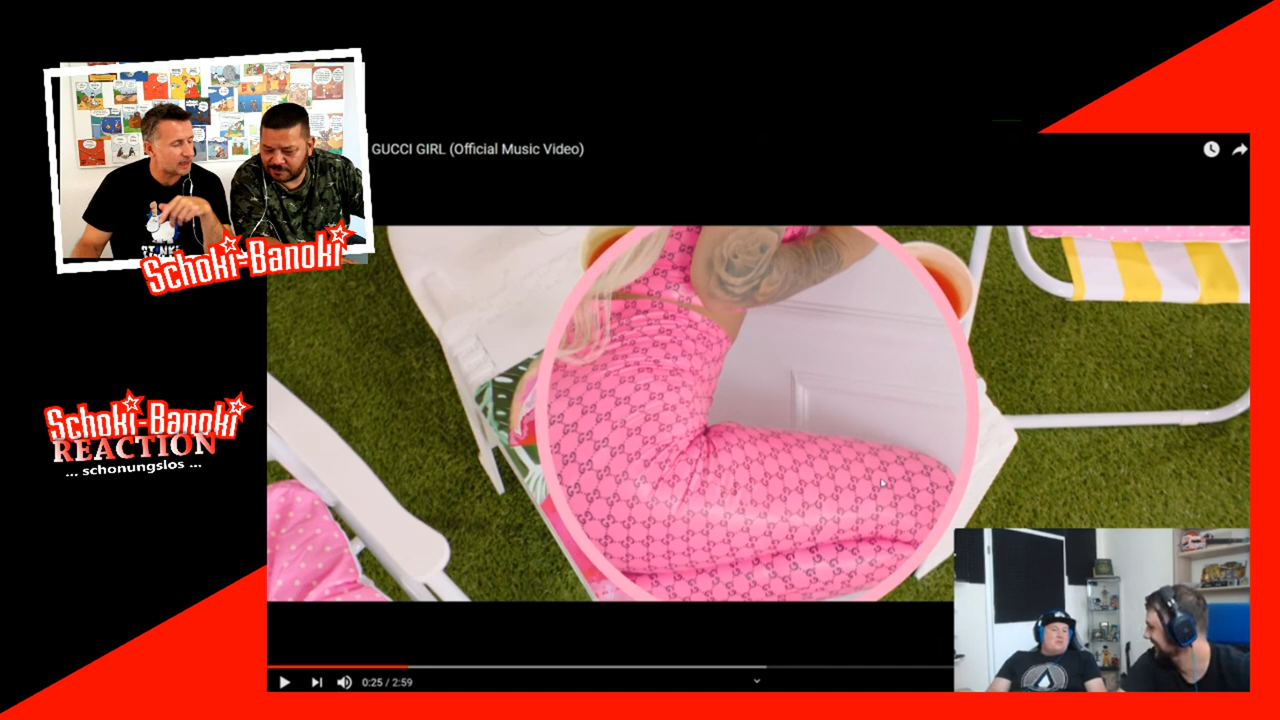 GUCCI GIRL (Official Music Video)
Schoki-Banoki
Schoki-Banoki
REACTION
... schonungslos ...
0:25 / 2:59